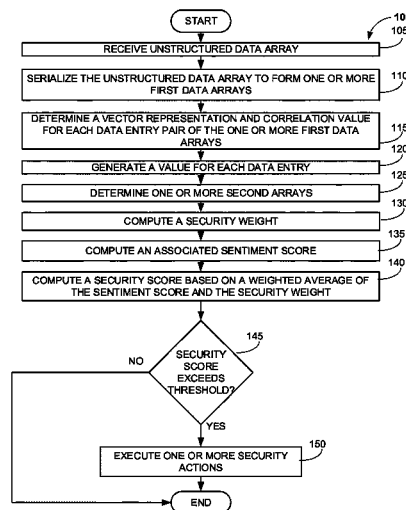 START
10
105
RECEIVE UNSTRUCTURED DATA ARRAY
SERIALIZE THE UNSTRUCTURED DATA ARRAY TO FORM ONE OR MORE
FIRST DATA ARRAYS
110
DETERMINE A VECTOR REPRESENTATION AND CORRELATION VALUE
FOR EACH DATA ENTRY PAIR OF THE ONE OR MORE FIRST DATA
ARRAYS
115
120
GENERATE A VALUE FOR EACH DATA ENTRY
125
DETERMINE ONE OR MORE SECOND ARRAYS
130
COMPUTE A SECURITY WEIGHT
135
COMPUTE AN ASSOCIATED SENTIMENT SCORE
140
COMPUTE A SECURITY SCORE BASED ON A WEIGHTED AVERAGE OF
THE SENTIMENT SCORE AND THE SECURITY WEIGHT
145
NO
SECURITY
SCORE
EXCEEDS
THRESHOLD?
YES
150
EXECUTE ONE OR MORE SECURITY
ACTIONS
END